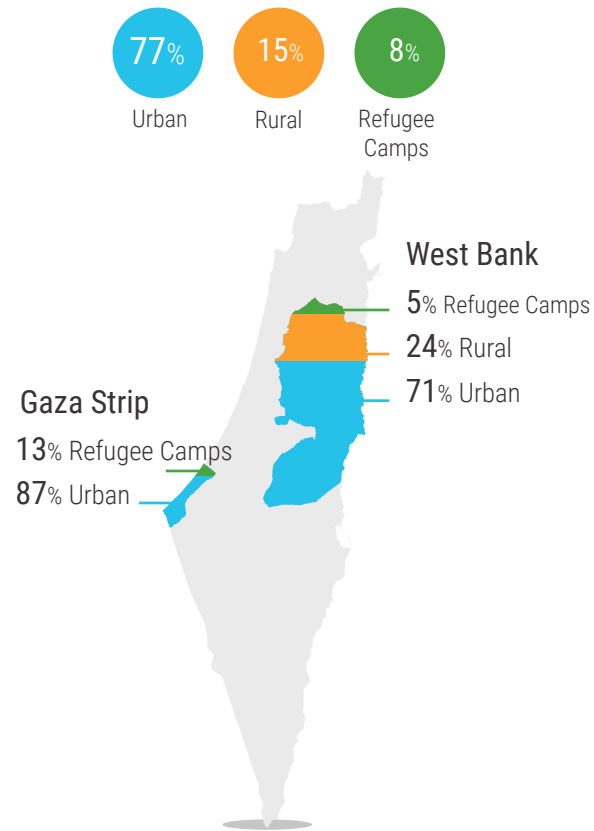 77% 15% 8%
Urban Rural Refugee
Camps
West Bank
5% Refugee Camps
24% Rural
71% Urban
Gaza Strip
13% Refugee Camps
87% Urban